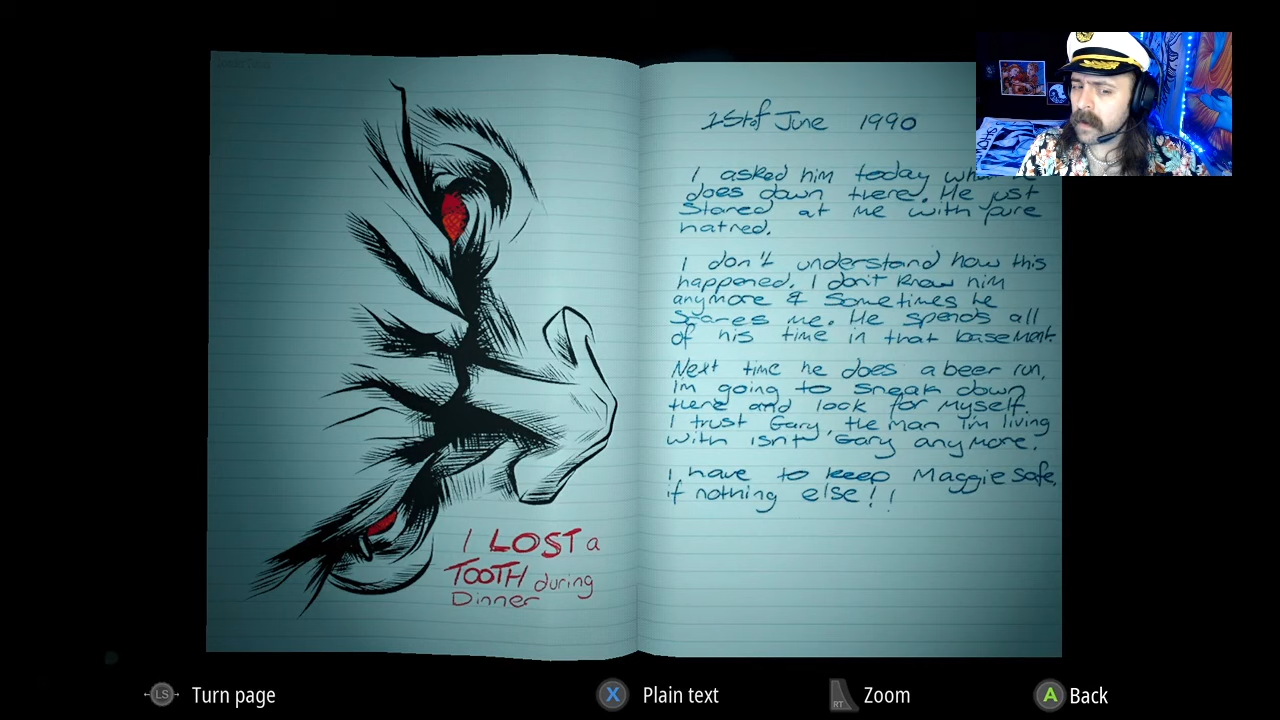 I LOST a
TOOTH during
Dinner
1st of June 1990
I asked him today
does down there. He just
stared at me with pure
hatred.
I don't understand how this
happened. I don't know him
anymore & sometimes he
scares me. He spends all
of his time in that basement.
Next time he does a beer run,
I'm going to sneak down
there and look for myself.
I trust Gary, the man I'm living
with isn't Gary anymore.
I have to keep Maggie safe,
if nothing else!!
LS Turn page
X Plain text
RT Zoom
A Back